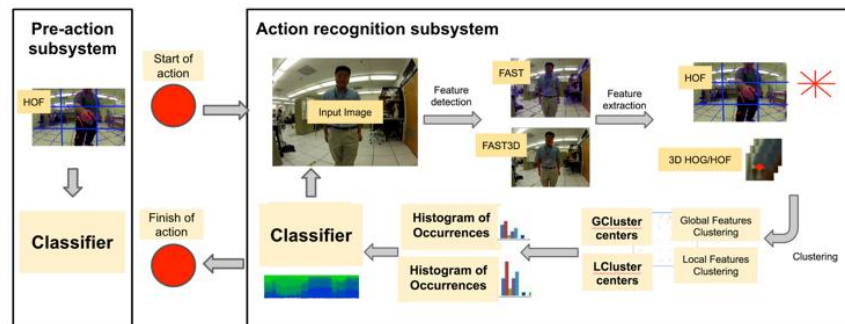 Pre-action
subsystem
HOF
Classifier
Start of
action
Finish of
action
Action recognition subsystem
Input Image
Feature
detection
FAST
FAST3D
Feature
extraction
HOF
3D HOG/HOF
Clustering
Global Features
Clustering
Local Features
Clustering
GCluster
centers
LCluster
centers
Histogram of
Occurrences
Histogram of
Occurrences
Classifier